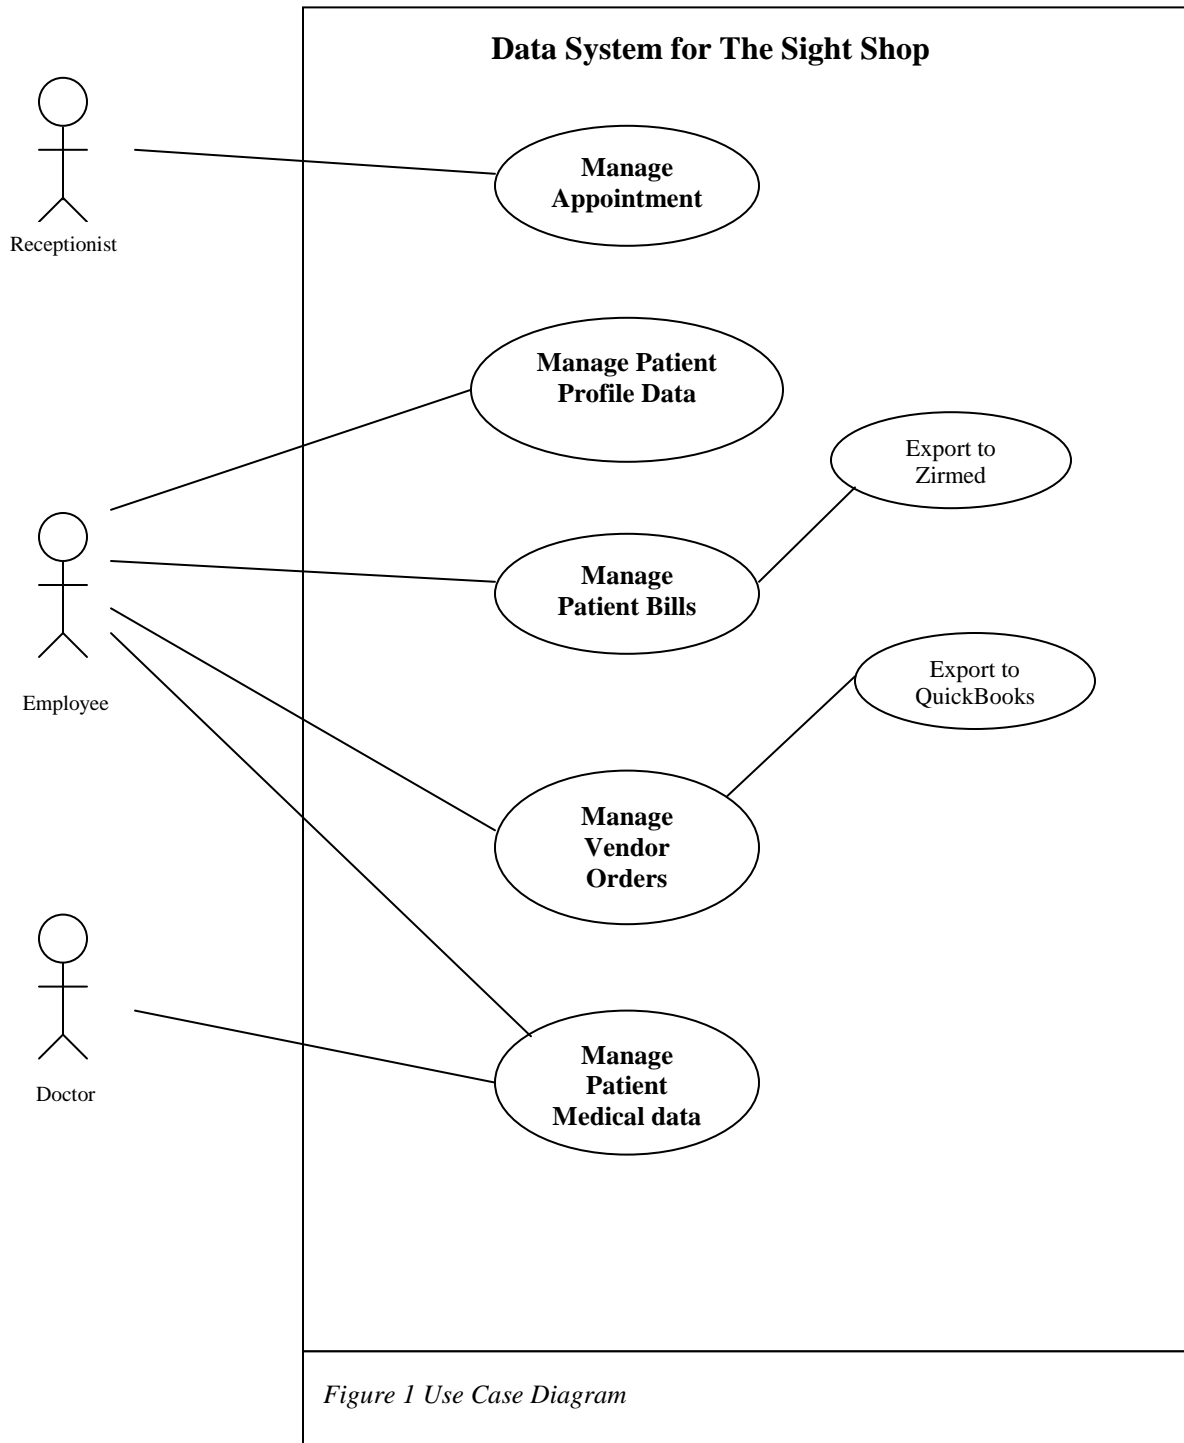 Data System for The Sight Shop
Manage
Appointment
Receptionist
Manage Patient
Profile Data
Export to
Zirmed
Manage
Patient Bills
Export to
QuickBooks
Employee
Manage
Vendor
Orders
Manage
Patient
Medical data
Doctor
Figure 1 Use Case Diagram